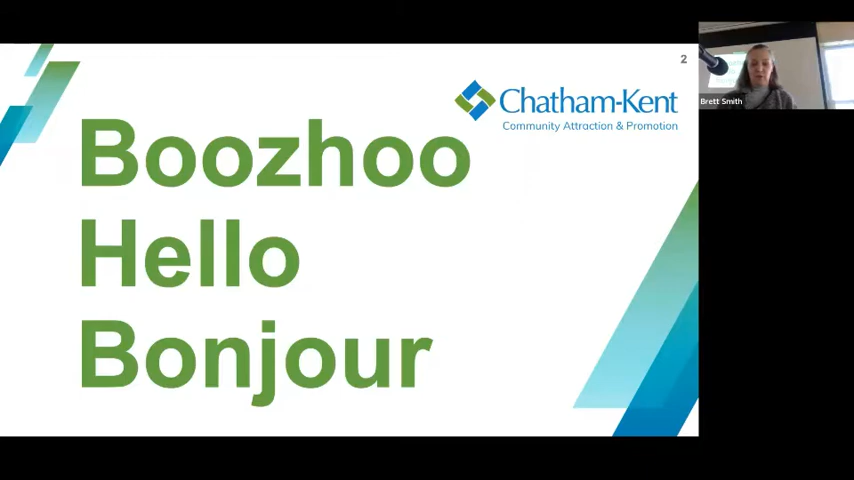 2
Chatham-Kent
Community Attraction & Promotion
Boozhoo
Hello
Bonjour
Brett Smith